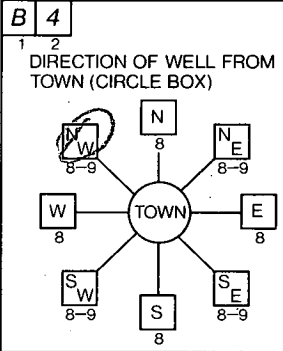 B 4
1 2
DIRECTION OF WELL FROM
TOWN (CIRCLE BOX)
N
8
NW
8-9
NE
8-9
W
8
TOWN
E
8
SW
8-9
SE
8-9
S
8